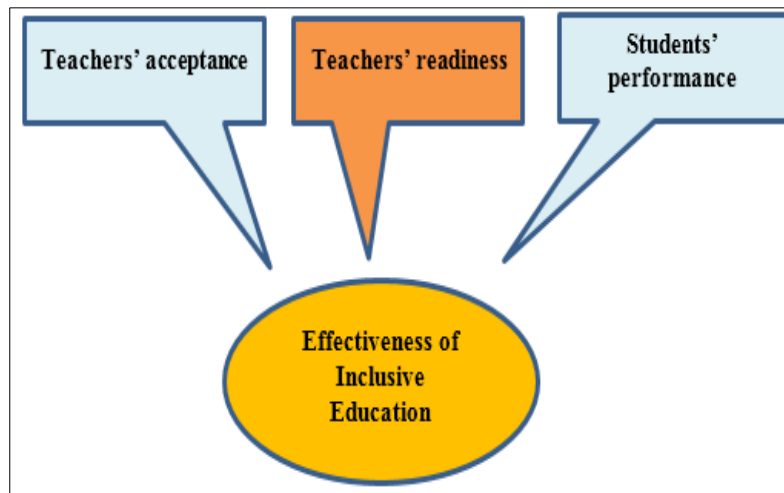 Teachers’ acceptance
Teachers’ readiness
Students’
performance
Effectiveness of
Inclusive
Education